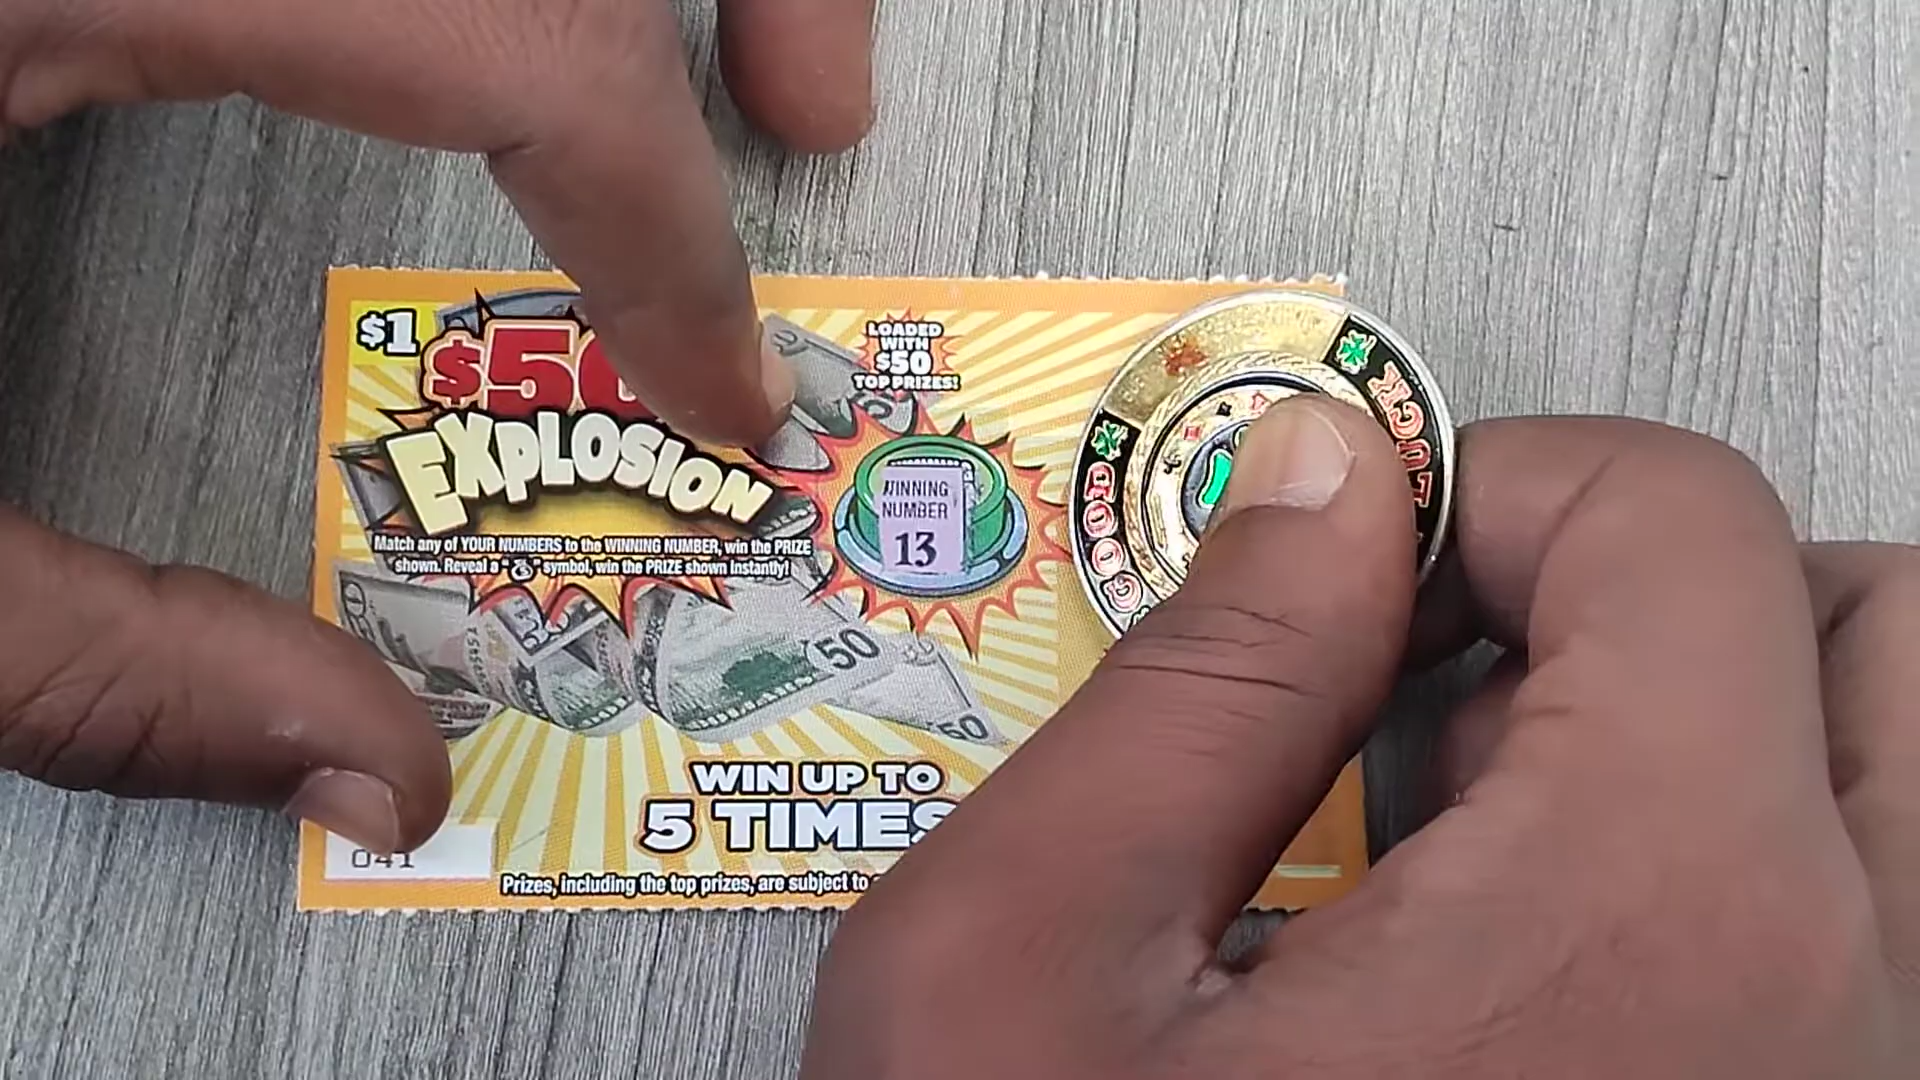 $1
EXPLOSION
Match any of YOUR NUMBERS to the WINNING NUMBER, win the PRIZE
shown. Reveal a " " symbol, win the PRIZE shown instantly!
LOADED
WITH
$50
TOP PRIZES!
WINNING
NUMBER
13
GOOD
LUCK
50
50
WIN UP TO
5 TIMES
041
Prizes, including the top prizes, are subject to